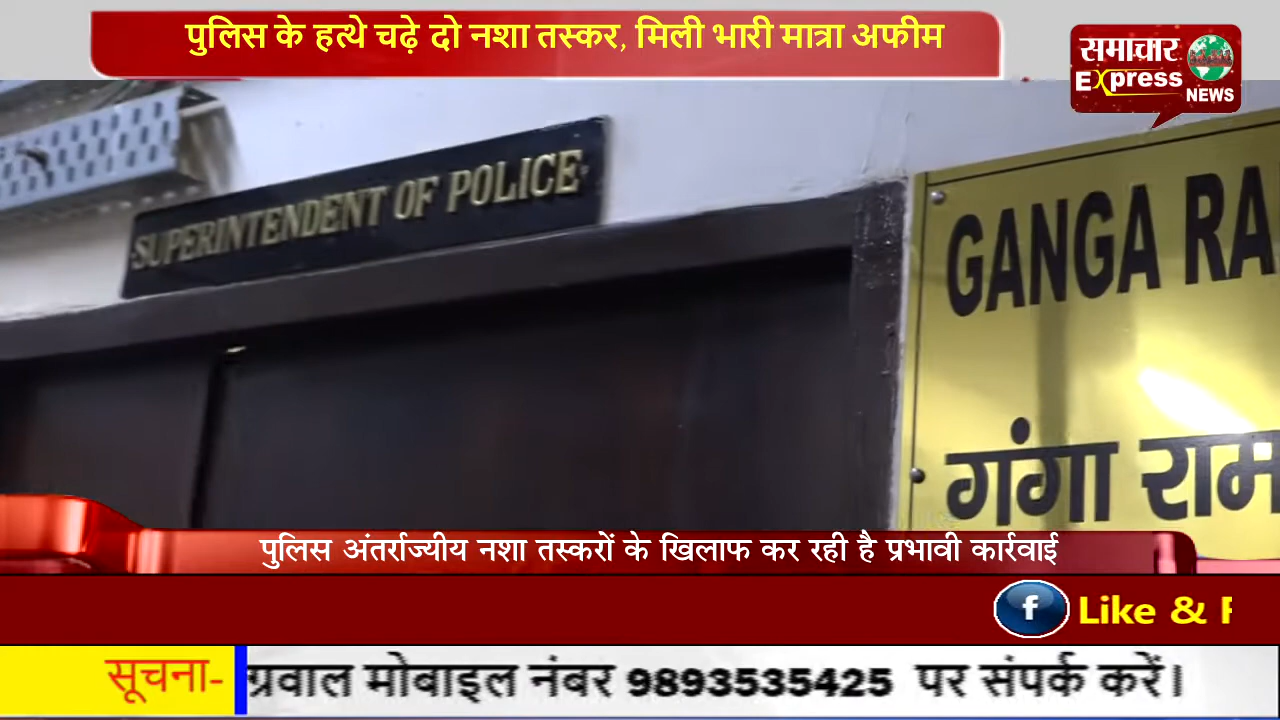 पुलिस के हत्थे चढ़े दो नशा तस्कर, मिली भारी मात्रा अफीम
समाचार
Express
NEWS
SUPERINTENDENT OF POLICE
GANGA RA
गंगा राम
पुलिस अंतर्राज्यीय नशा तस्करों के खिलाफ कर रही है प्रभावी कार्रवाई
f Like & F
सूचना- ग्रवाल मोबाइल नंबर 9893535425 पर संपर्क करें।